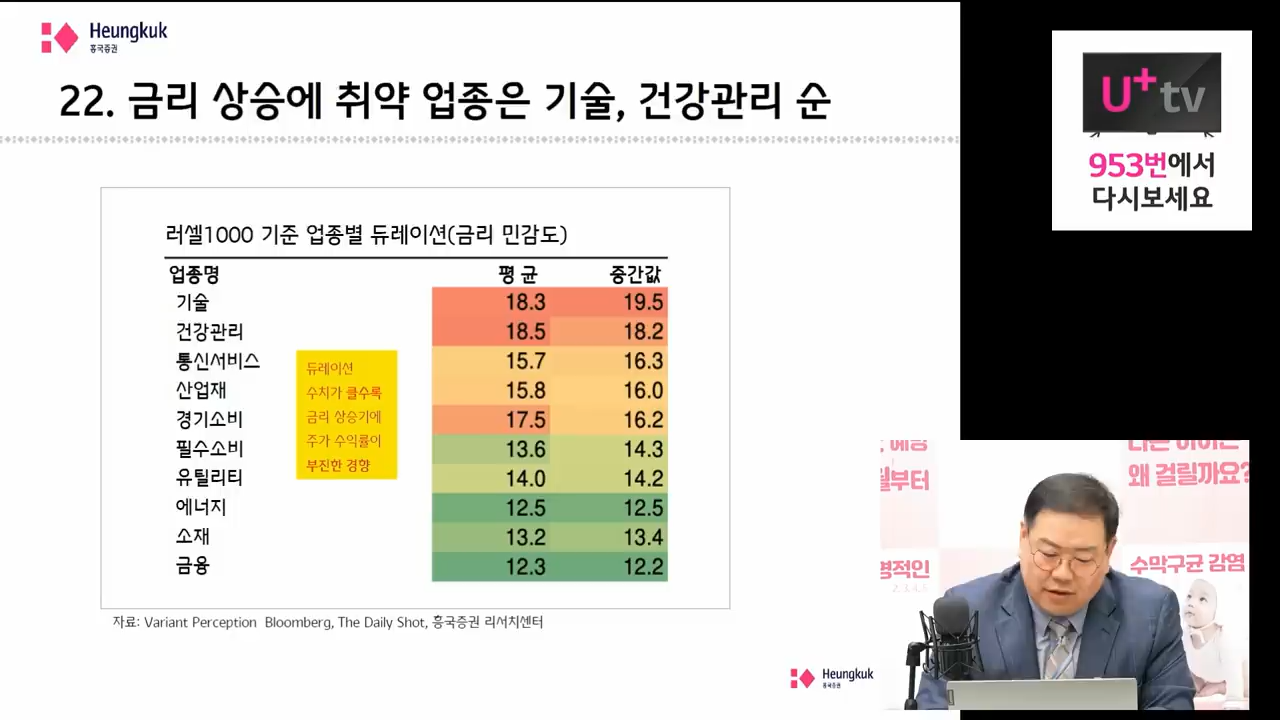 Heungkuk
흥국증권
22. 금리 상승에 취약 업종은 기술, 건강관리 순
러셀1000 기준 업종별 듀레이션(금리 민감도)
업종명 평 균 중간값
기술 18.3 19.5
건강관리 18.5 18.2
통신서비스 15.7 16.3
산업재 15.8 16.0
경기소비 17.5 16.2
필수소비 13.6 14.3
유틸리티 14.0 14.2
에너지 12.5 12.5
소재 13.2 13.4
금융 12.3 12.2
듀레이션
수치가 클수록
금리 상승기에
주가 수익률이
부진한 경향
자료: Variant Perception Bloomberg, The Daily Shot, 흥국증권 리서치센터
Heungkuk
흥국증권
U+tv
953번에서
다시보세요
왜 걸릴까요?
수막구균 감염